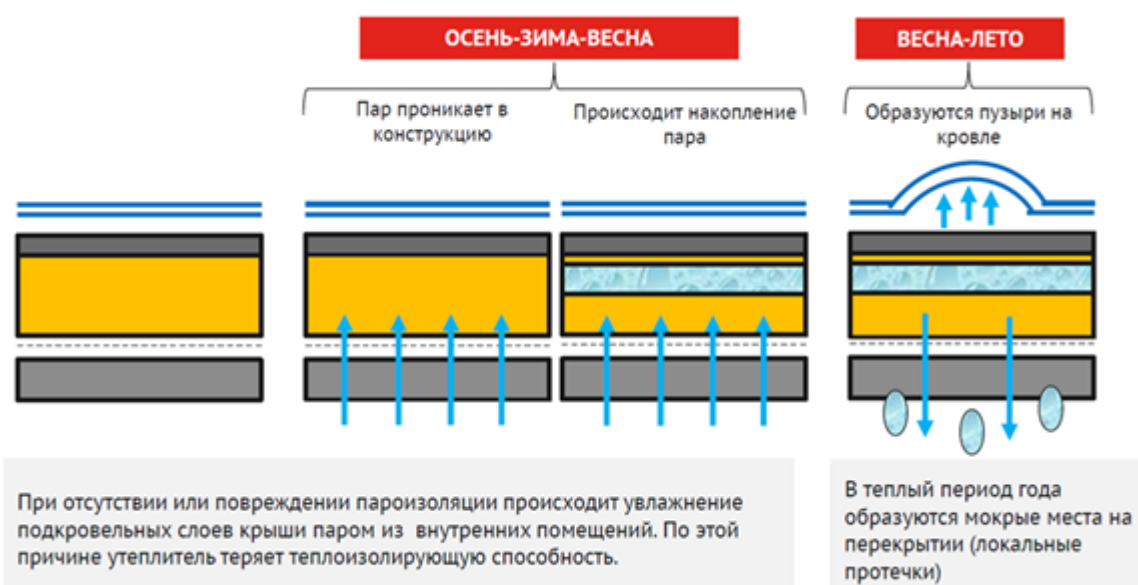 ОСЕНЬ-ЗИМА-ВЕСНА
ВЕСНА-ЛЕТО
Пар проникает в
конструкцию
Происходит накопление
пара
Образуются пузыри на
кровле
При отсутствии или повреждении пароизоляции происходит увлажнение
подкровельных слоев крыши паром из внутренних помещений. По этой
причине утеплитель теряет теплоизолирующую способность.
В теплый период года
образуются мокрые места на
перекрытии (локальные
протечки)